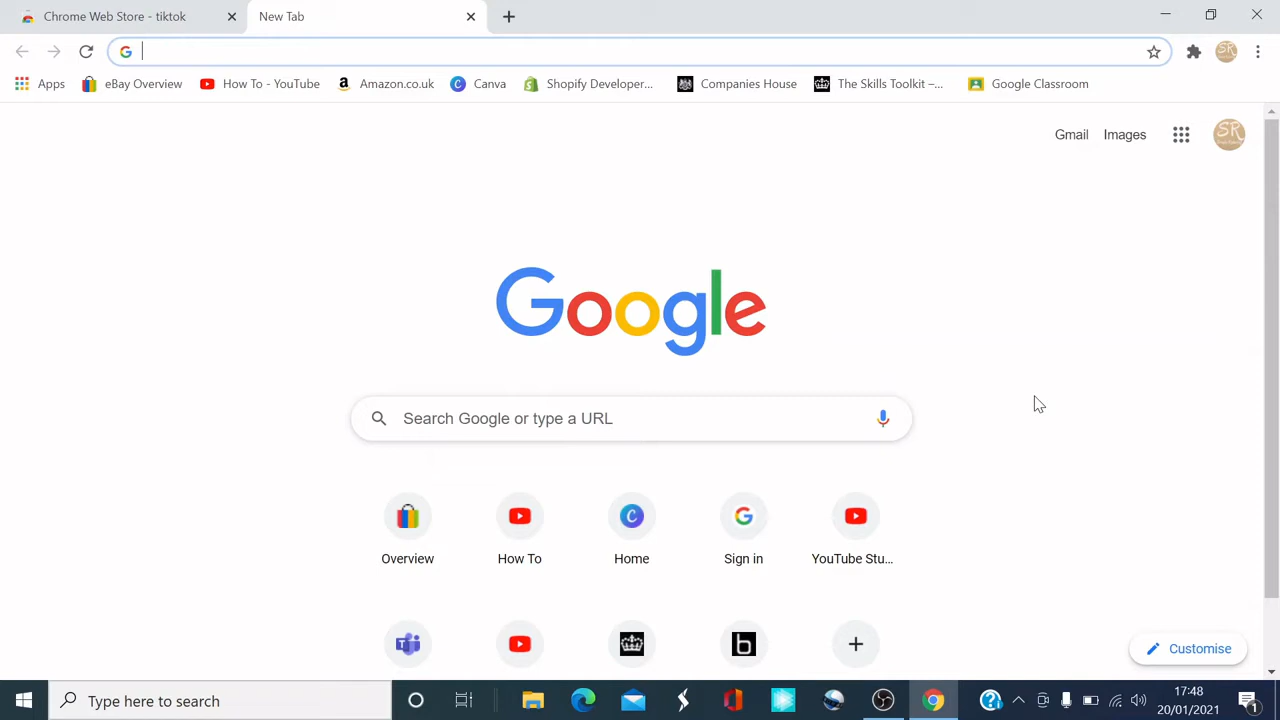 Chrome Web Store - tiktok
New Tab
Apps
eBay Overview
How To - YouTube
Amazon.co.uk
Canva
Shopify Developer...
Companies House
The Skills Toolkit –...
Google Classroom
Gmail
Images
SR
Google
Search Google or type a URL
Overview
How To
Home
Sign in
YouTube Stu...
Customise
Type here to search
17:48
20/01/2021
1